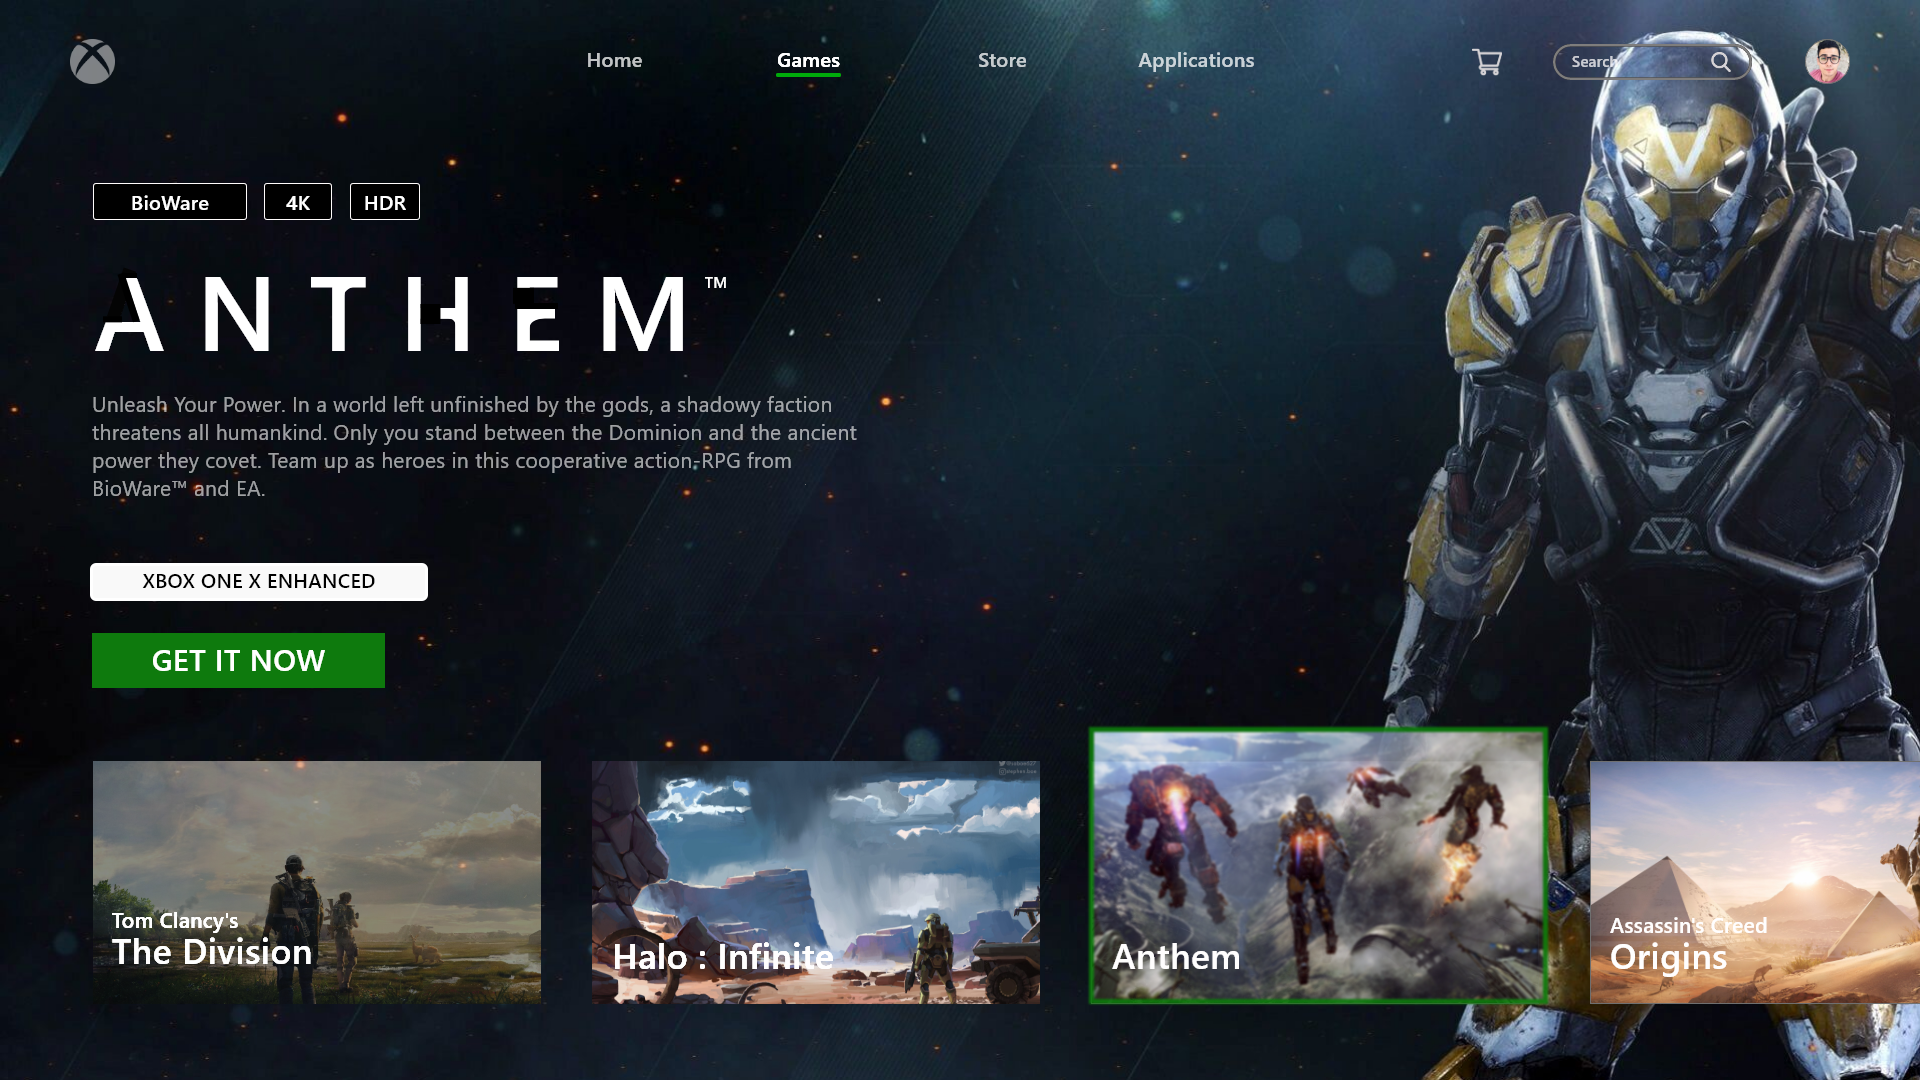 Home
Games
Store
Applications
Search
BioWare
4K
HDR
ANTHEM™
Unleash Your Power. In a world left unfinished by the gods, a shadowy faction
threatens all humankind. Only you stand between the Dominion and the ancient
power they covet. Team up as heroes in this cooperative action-RPG from
BioWare™ and EA.
XBOX ONE X ENHANCED
GET IT NOW
Tom Clancy's
The Division
Halo : Infinite
Anthem
Assassin's Creed
Origins